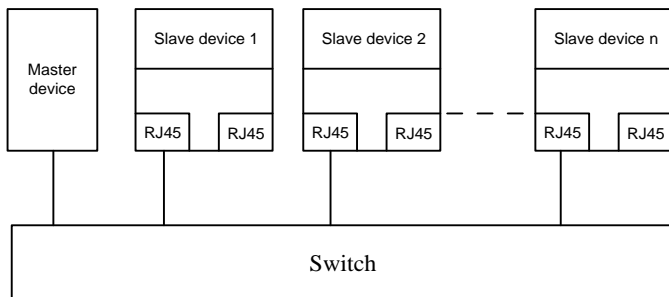 Master
device
Slave device 1
Slave device 2
Slave device n
RJ45
RJ45
RJ45
RJ45
RJ45
RJ45
Switch